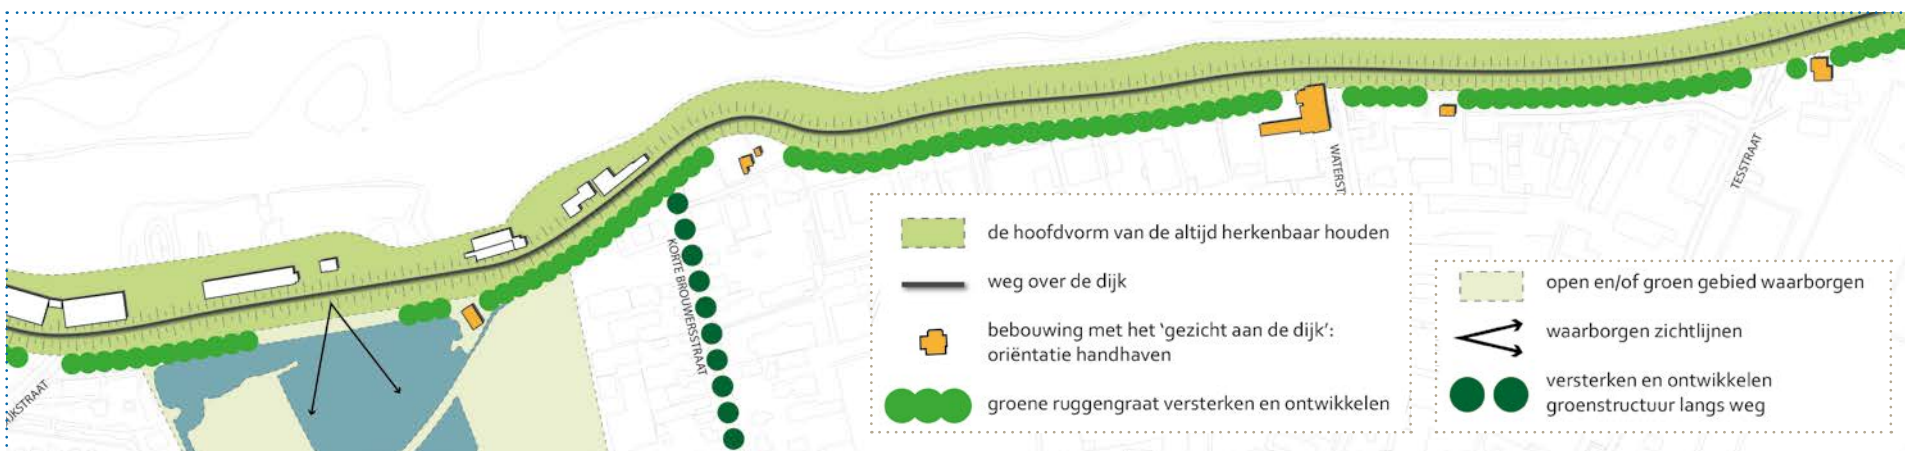 WATERST
TESSTRAAT
KORTE BROUWERSSTRAAT
IJKSTRAAT
de hoofdvorm van de altijd herkenbaar houden
weg over de dijk
bebouwing met het ‘gezicht aan de dijk’:
oriëntatie handhaven
groene ruggengraat versterken en ontwikkelen
open en/of groen gebied waarborgen
waarborgen zichtlijnen
versterken en ontwikkelen
groenstructuur langs weg